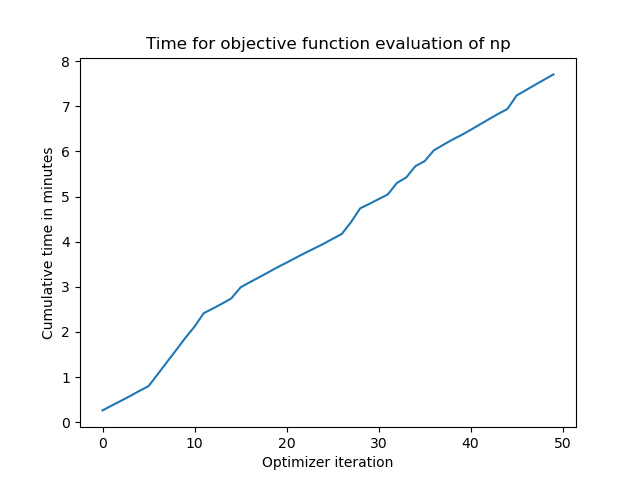 Time for objective function evaluation of np
8
7
6
5
4
3
2
1
0
Cumulative time in minutes
0 10 20 30 40 50
Optimizer iteration